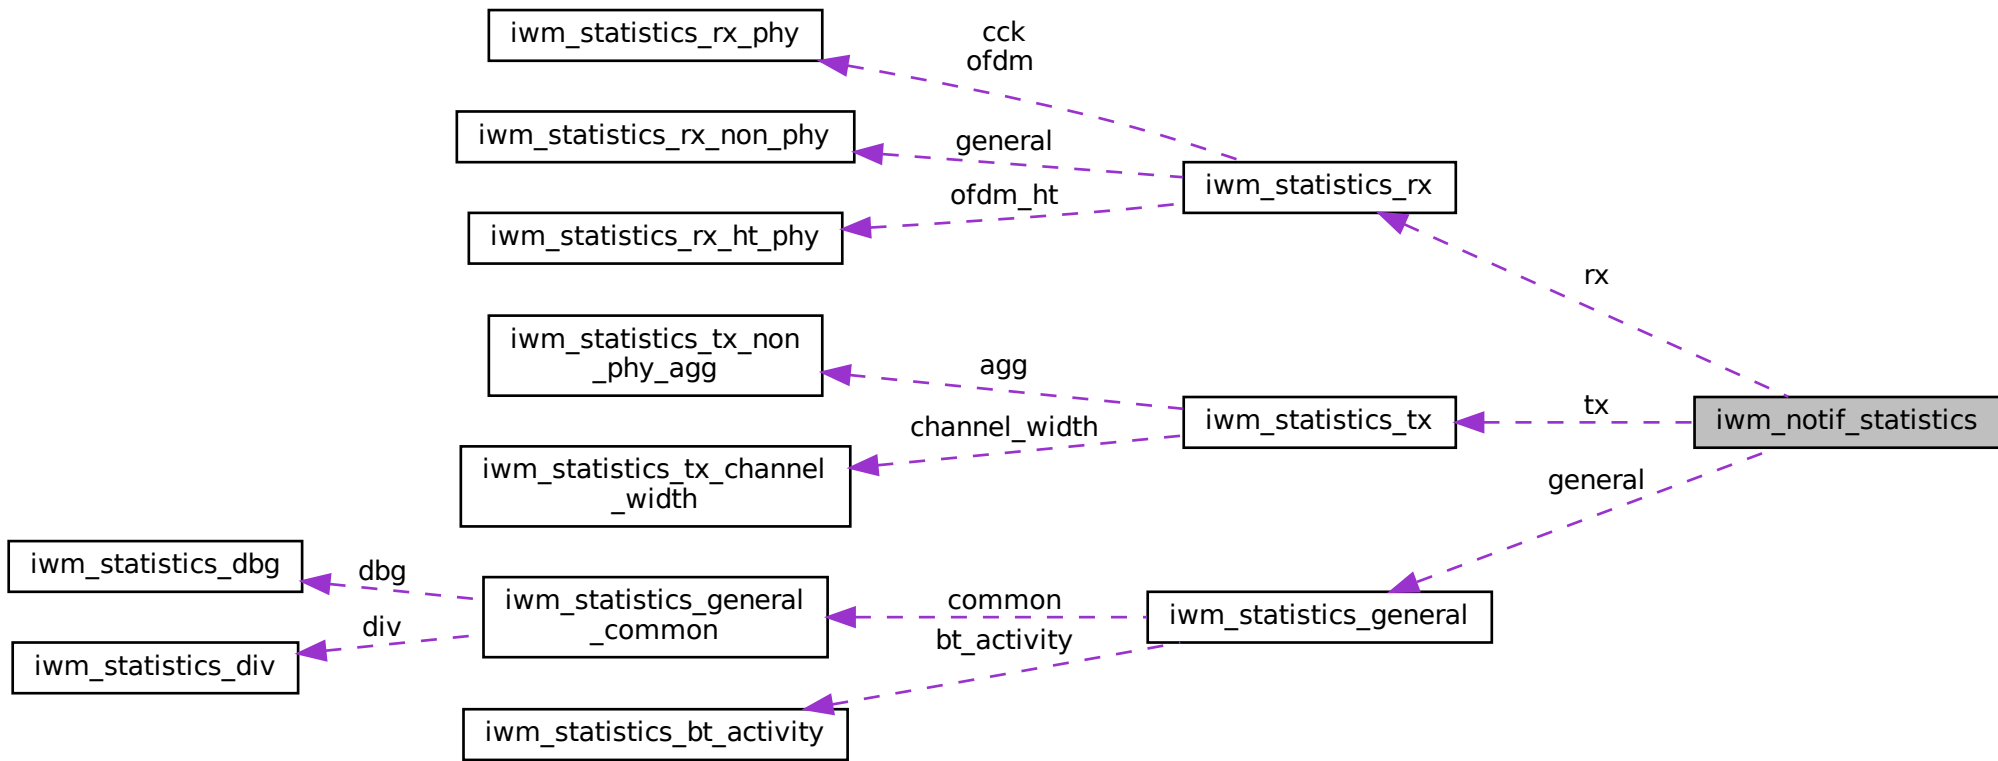 iwm_statistics_rx_phy
cck
ofdm
iwm_statistics_rx_non_phy
general
iwm_statistics_rx
ofdm_ht
iwm_statistics_rx_ht_phy
rx
iwm_statistics_tx_non
_phy_agg
agg
tx
iwm_statistics_tx
iwm_notif_statistics
channel_width
iwm_statistics_tx_channel
_width
general
iwm_statistics_dbg
dbg
iwm_statistics_general
_common
common
iwm_statistics_general
div
bt_activity
iwm_statistics_div
iwm_statistics_bt_activity